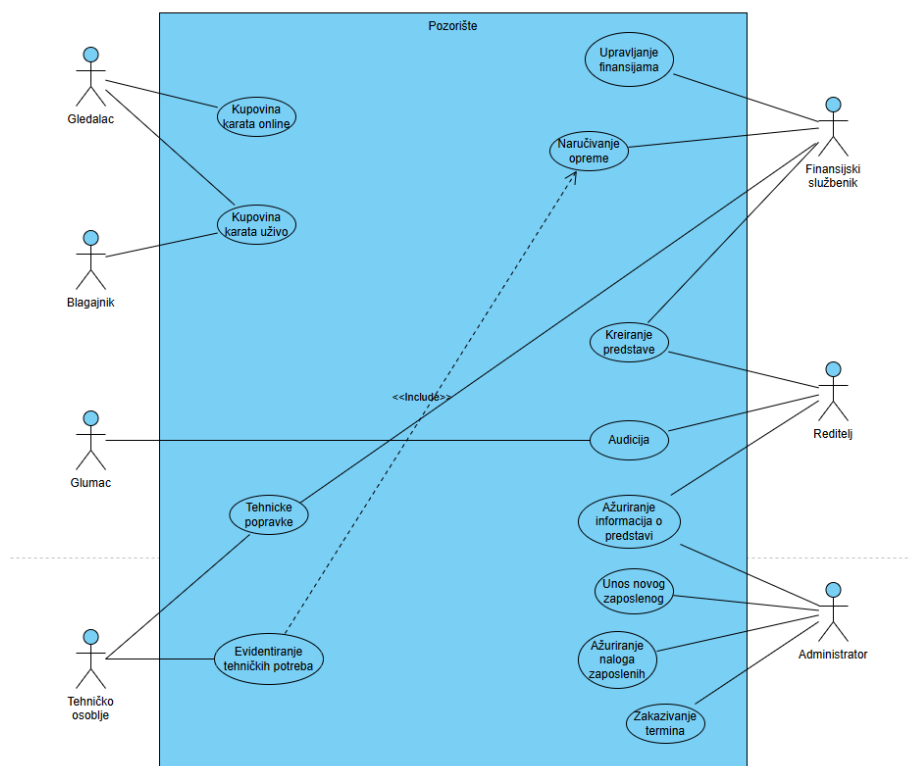 Pozorište
Upravljanje
finansijama
Kupovina
karata online
Gledalac
Naručivanje
opreme
Finansijski
službenik
Kupovina
karata uživo
Blagajnik
Kreiranje
predstave
<<Include>>
Reditelj
Audicija
Glumac
Tehnicke
popravke
Ažuriranje
informacija o
predstavi
Unos novog
zaposlenog
Administrator
Evidentiranje
tehničkih potreba
Ažuriranje
naloga
zaposlenih
Tehničko
osoblje
Zakazivanje
termina